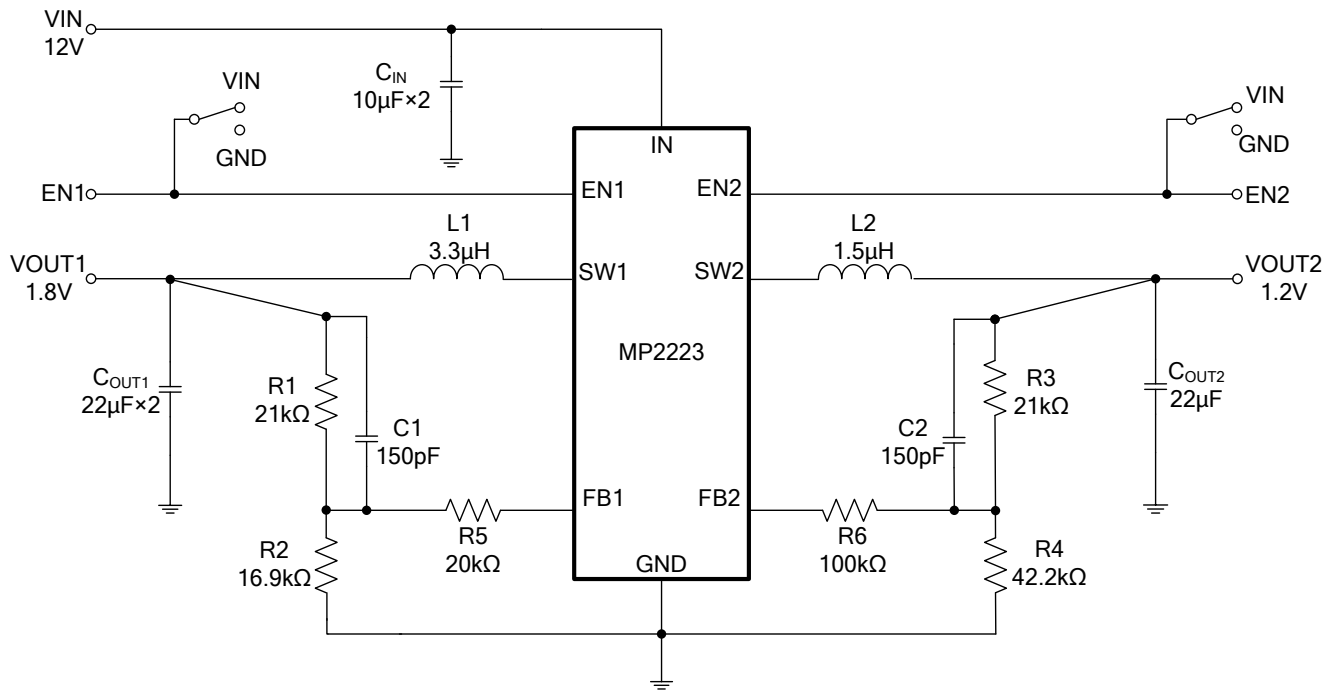 VIN
12V
CIN
10µF×2
VIN
GND
EN1
VOUT1
1.8V
L1
3.3µH
COUT1
22µF×2
R1
21kΩ
C1
150pF
R2
16.9kΩ
R5
20kΩ
IN
EN1
EN2
SW1
SW2
MP2223
FB1
FB2
GND
VIN
GND
EN2
L2
1.5µH
VOUT2
1.2V
R3
21kΩ
COUT2
22µF
C2
150pF
R6
100kΩ
R4
42.2kΩ